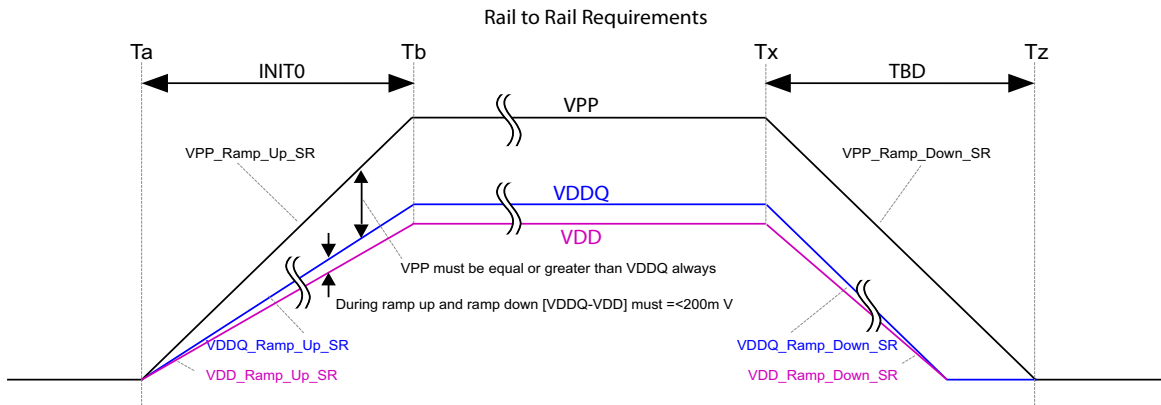 Rail to Rail Requirements
Ta
Tb
Tx
Tz
INIT0
TBD
VPP
VPP_Ramp_Up_SR
VPP_Ramp_Down_SR
VDDQ
VDD
VPP must be equal or greater than VDDQ always
During ramp up and ramp down [VDDQ-VDD] must =<200m V
VDDQ_Ramp_Up_SR
VDDQ_Ramp_Down_SR
VDD_Ramp_Up_SR
VDD_Ramp_Down_SR